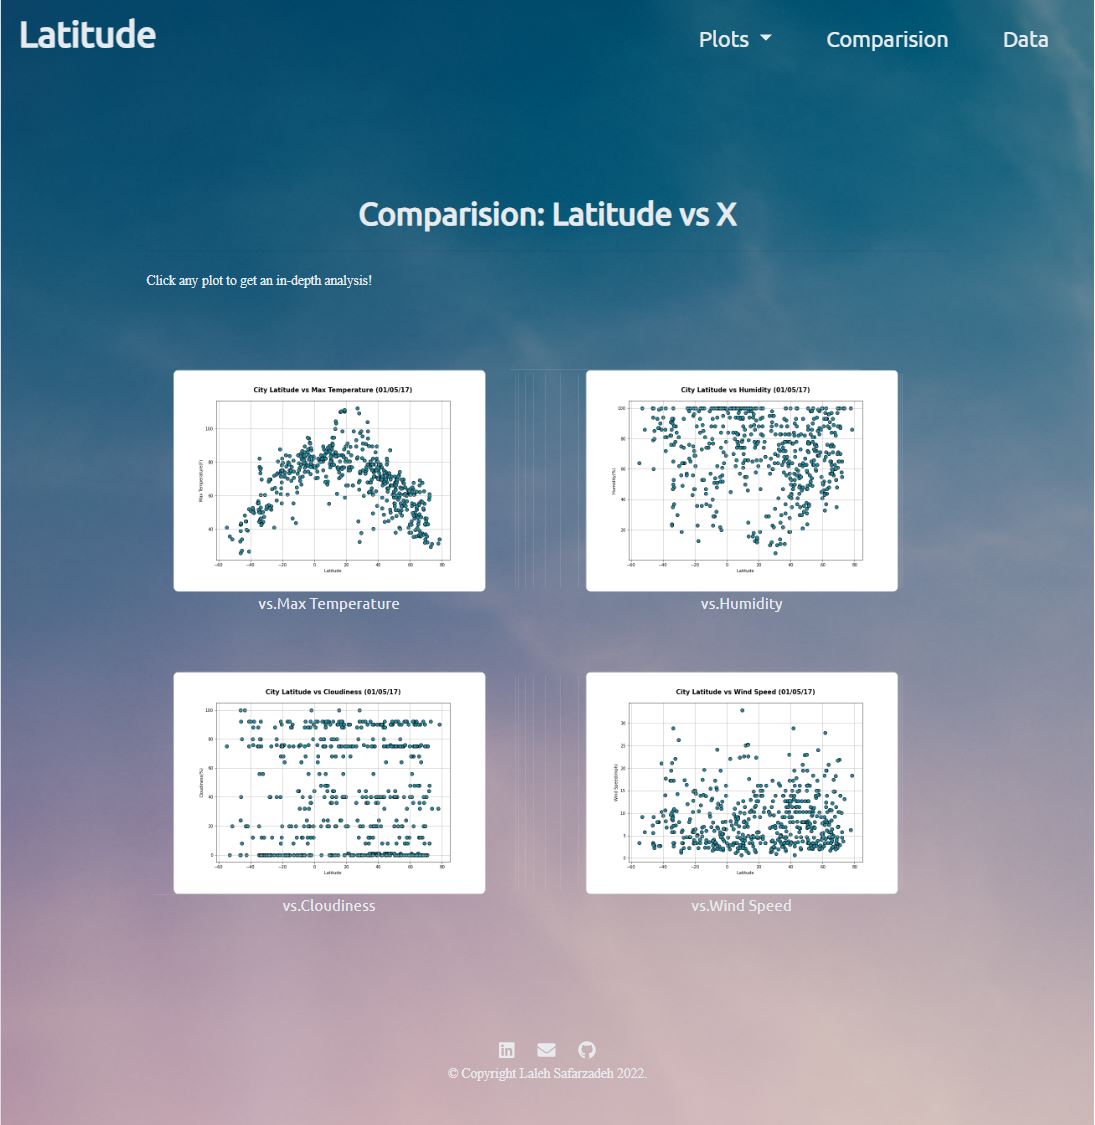 Latitude
Plots Comparision Data
Comparision: Latitude vs X
Click any plot to get an in-depth analysis!
City Latitude vs Max Temperature (01/05/17)
100
80
60
40
Max Temperature(F)
−60 −40 −20 0 20 40 60 80
Latitude
vs.Max Temperature
City Latitude vs Humidity (01/05/17)
100
80
60
40
20
Humidity(%)
−60 −40 −20 0 20 40 60 80
Latitude
vs.Humidity
City Latitude vs Cloudiness (01/05/17)
100
80
60
40
20
0
Cloudiness(%)
−60 −40 −20 0 20 40 60 80
Latitude
vs.Cloudiness
City Latitude vs Wind Speed (01/05/17)
30
25
20
15
10
5
0
Wind Speed(mph)
−60 −40 −20 0 20 40 60 80
Latitude
vs.Wind Speed
© Copyright Laleh Safarzadeh 2022.